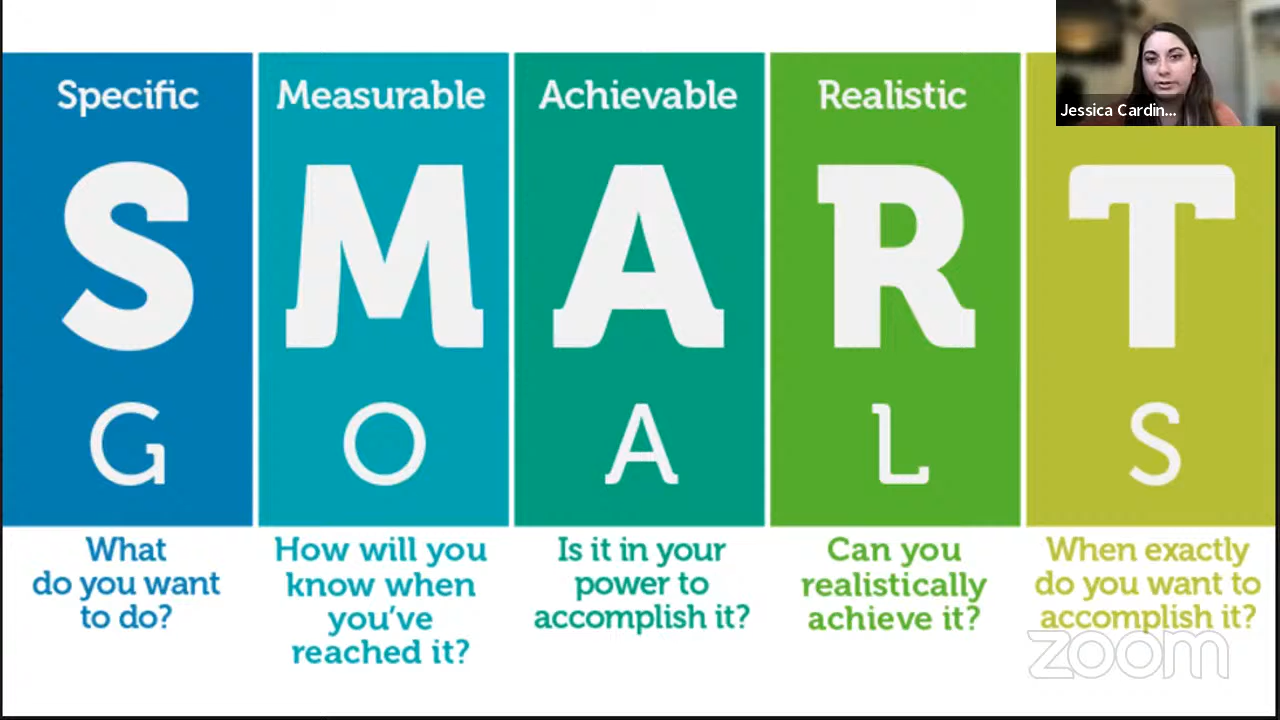 Specific
Measurable
Achievable
Realistic
Jessica Cardin...
S
M
A
R
T
G
O
A
L
S
What
do you want
to do?
How will you
know when
you've
reached it?
Is it in your
power to
accomplish it?
Can you
realistically
achieve it?
When exactly
do you want to
accomplish it?
zoom